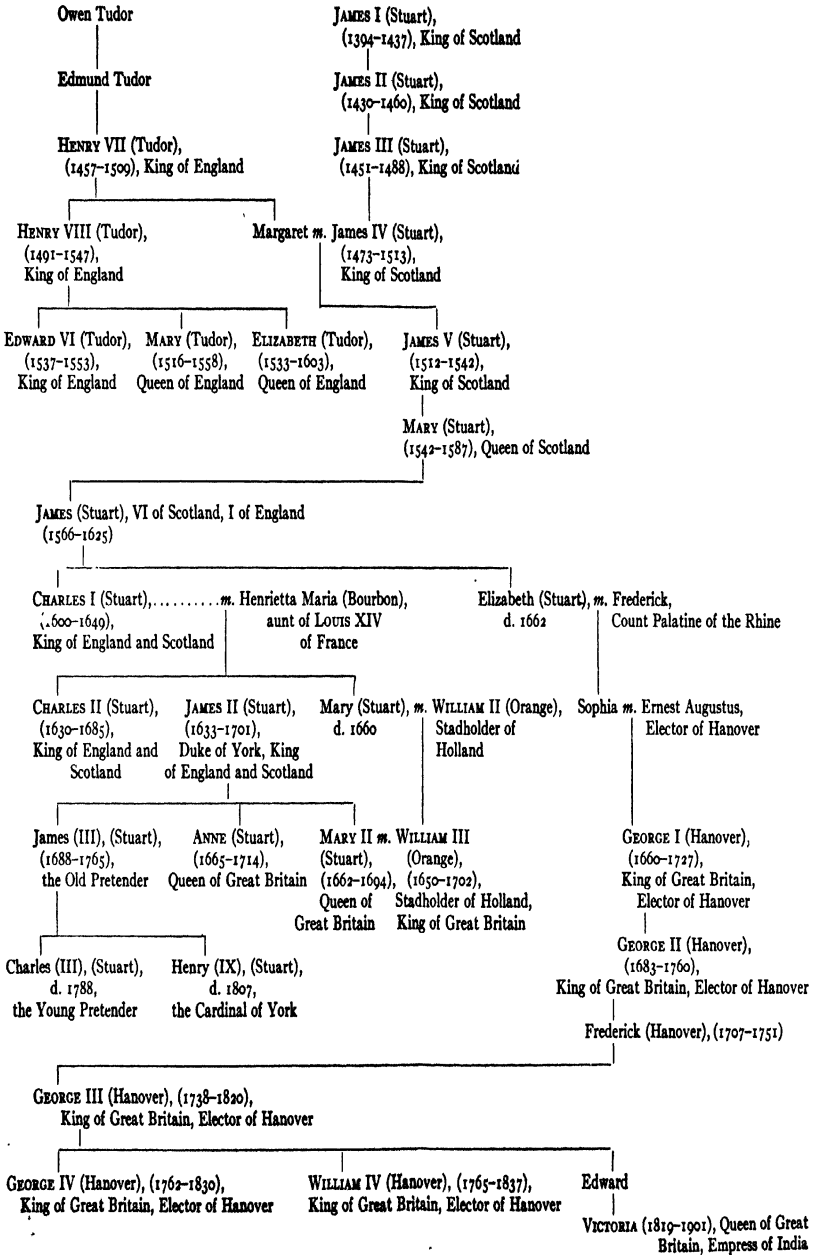 Owen Tudor
JAMES I (Stuart),
(1394–1437), King of Scotland
Edmund Tudor
JAMES II (Stuart),
(1430–1460), King of Scotland
HENRY VII (Tudor),
(1457–1509), King of England
JAMES III (Stuart),
(1451–1488), King of Scotland
HENRY VIII (Tudor),
(1491–1547),
King of England
Margaret m. James IV (Stuart),
(1473–1513),
King of Scotland
EDWARD VI (Tudor),
(1537–1553),
King of England
MARY (Tudor),
(1516–1558),
Queen of England
ELIZABETH (Tudor),
(1533–1603),
Queen of England
JAMES V (Stuart),
(1512–1542),
King of Scotland
MARY (Stuart),
(1542–1587), Queen of Scotland
JAMES (Stuart), VI of Scotland, I of England
(1566–1625)
CHARLES I (Stuart),.........m. Henrietta Maria (Bourbon),
(1600–1649),
King of England and Scotland
aunt of LOUIS XIV
of France
Elizabeth (Stuart), m. Frederick,
d. 1662
Count Palatine of the Rhine
CHARLES II (Stuart),
(1630–1685),
King of England and
Scotland
JAMES II (Stuart),
(1633–1701),
Duke of York, King
of England and Scotland
Mary (Stuart), m. WILLIAM II (Orange),
d. 1660
Stadholder of
Holland
Sophia m. Ernest Augustus,
Elector of Hanover
James (III), (Stuart),
(1688–1765),
the Old Pretender
ANNE (Stuart),
(1665–1714),
Queen of Great Britain
MARY II m. WILLIAM III
(Stuart),
(1662–1694),
Queen of
Great Britain
(Orange),
(1650–1702),
Stadholder of Holland,
King of Great Britain
GEORGE I (Hanover),
(1660–1727),
King of Great Britain,
Elector of Hanover
GEORGE II (Hanover),
(1683–1760),
King of Great Britain, Elector of Hanover
Charles (III), (Stuart),
d. 1788,
the Young Pretender
Henry (IX), (Stuart),
d. 1807,
the Cardinal of York
Frederick (Hanover), (1707–1751)
GEORGE III (Hanover), (1738–1820),
King of Great Britain, Elector of Hanover
GEORGE IV (Hanover), (1762–1830),
King of Great Britain, Elector of Hanover
WILLIAM IV (Hanover), (1765–1837),
King of Great Britain, Elector of Hanover
Edward
VICTORIA (1819–1901), Queen of Great
Britain, Empress of India